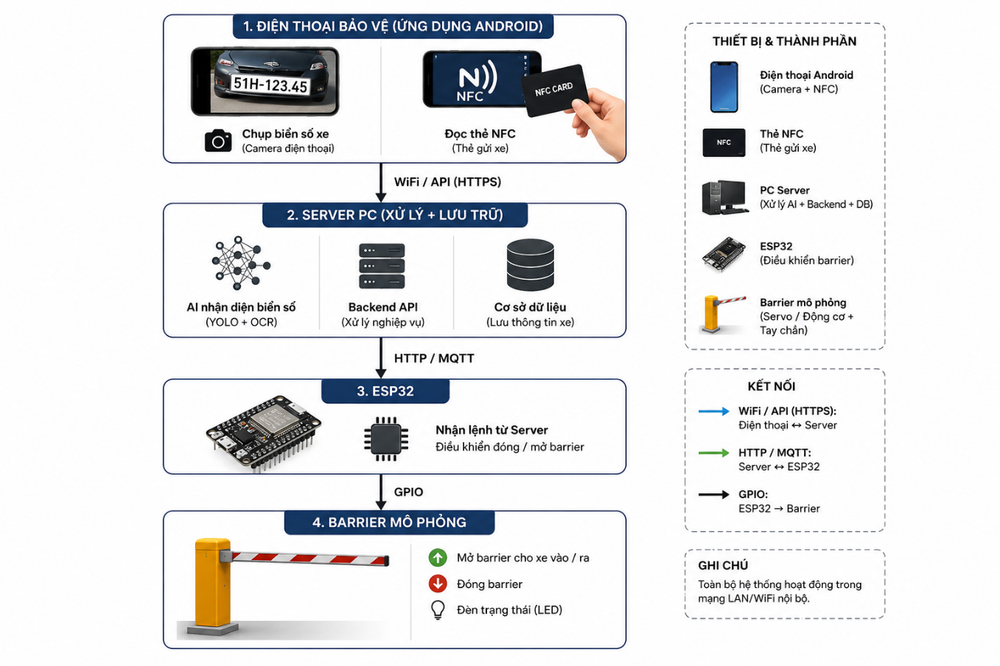 1. ĐIỆN THOẠI BẢO VỆ (ỨNG DỤNG ANDROID)
51H-123.45
NFC
NFC CARD
Chụp biển số xe
(Camera điện thoại)
Đọc thẻ NFC
(Thẻ gửi xe)
WiFi / API (HTTPS)
2. SERVER PC (XỬ LÝ + LƯU TRỮ)
AI nhận diện biển số
(YOLO + OCR)
Backend API
(Xử lý nghiệp vụ)
Cơ sở dữ liệu
(Lưu thông tin xe)
HTTP / MQTT
3. ESP32
Nhận lệnh từ Server
Điều khiển đóng / mở barrier
GPIO
4. BARRIER MÔ PHỎNG
Mở barrier cho xe vào / ra
Đóng barrier
Đèn trạng thái (LED)
THIẾT BỊ & THÀNH PHẦN
Điện thoại Android
(Camera + NFC)
NFC
Thẻ NFC
(Thẻ gửi xe)
PC Server
(Xử lý AI + Backend + DB)
ESP32
(Điều khiển barrier)
Barrier mô phỏng
(Servo / Động cơ +
Tay chắn)
KẾT NỐI
WiFi / API (HTTPS):
Điện thoại ↔ Server
HTTP / MQTT:
Server ↔ ESP32
GPIO:
ESP32 → Barrier
GHI CHÚ
Toàn bộ hệ thống hoạt động trong
mạng LAN/WiFi nội bộ.